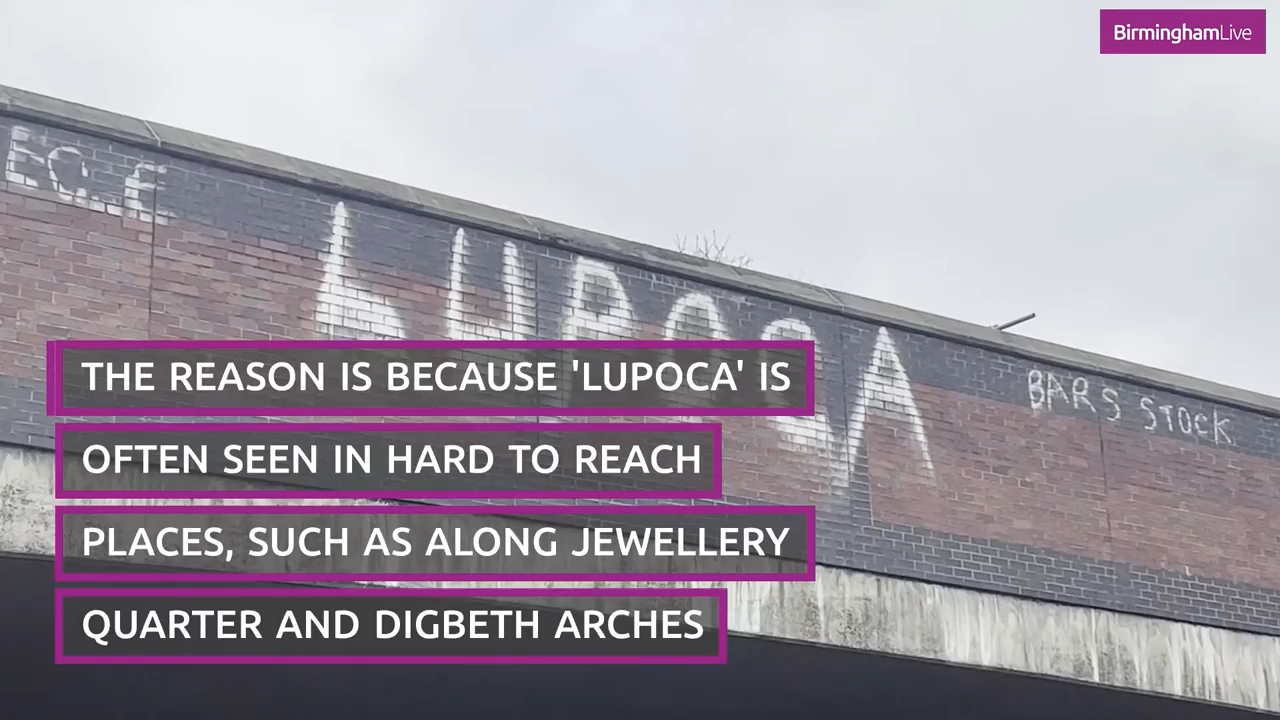 BirminghamLive
LUPOCA
BARS STOCK
THE REASON IS BECAUSE 'LUPOCA' IS
OFTEN SEEN IN HARD TO REACH
PLACES, SUCH AS ALONG JEWELLERY
QUARTER AND DIGBETH ARCHES